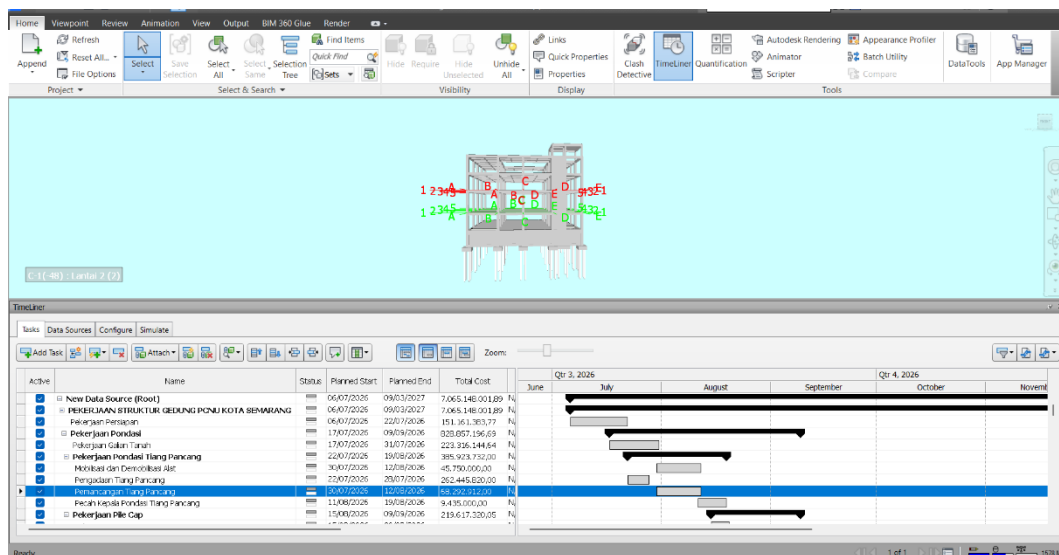 Home Viewpoint Review Animation View Output BIM 360 Glue Render
Append
Refresh
Reset All...
File Options
Project
Select
Save Selection
Select All
Select Same
Selection Tree
Find Items
Quick Find
Sets
Select & Search
Hide Require Hide Unselected Unhide All
Visibility
Links
Quick Properties
Properties
Display
Clash Detective TimeLiner Quantification
Autodesk Rendering
Animator
Scripter
Appearance Profiler
Batch Utility
Compare
Tools
DataTools App Manager
C-1(-48) : Lantai 2 (2)
TimeLiner
Tasks Data Sources Configure Simulate
Add Task Attach Zoom:
Active Name Status Planned Start Planned End Total Cost
Qtr 3, 2026 Qtr 4, 2026
June July August September October
New Data Source (Root) 06/07/2026 09/03/2027 7.065.148.001,89
PEKERJAAN STRUKTUR GEDUNG PCNU KOTA SEMARANG 06/07/2026 09/03/2027 7.065.148.001,89
Pekerjaan Persiapan 06/07/2026 22/07/2026 151.161.383,77
Pekerjaan Pondasi 17/07/2026 09/09/2026 828.857.196,69
Pekerjaan Galian Tanah 17/07/2026 31/07/2026 223.316.144,64
Pekerjaan Pondasi Tiang Pancang 22/07/2026 19/08/2026 385.923.732,00
Mobilisasi dan Demobilisasi Alat 30/07/2026 12/08/2026 45.750.000,00
Pengadaan Tiang Pancang 22/07/2026 28/07/2026 262.445.820,00
Pemancangan Tiang Pancang 30/07/2026 12/08/2026 68.292.912,00
Pecah Kepala Pondasi Tiang Pancang 11/08/2026 19/08/2026 9.435.000,00
Pekerjaan Pile Cap 15/08/2026 09/09/2026 219.617.320,05
Ready
1 of 1